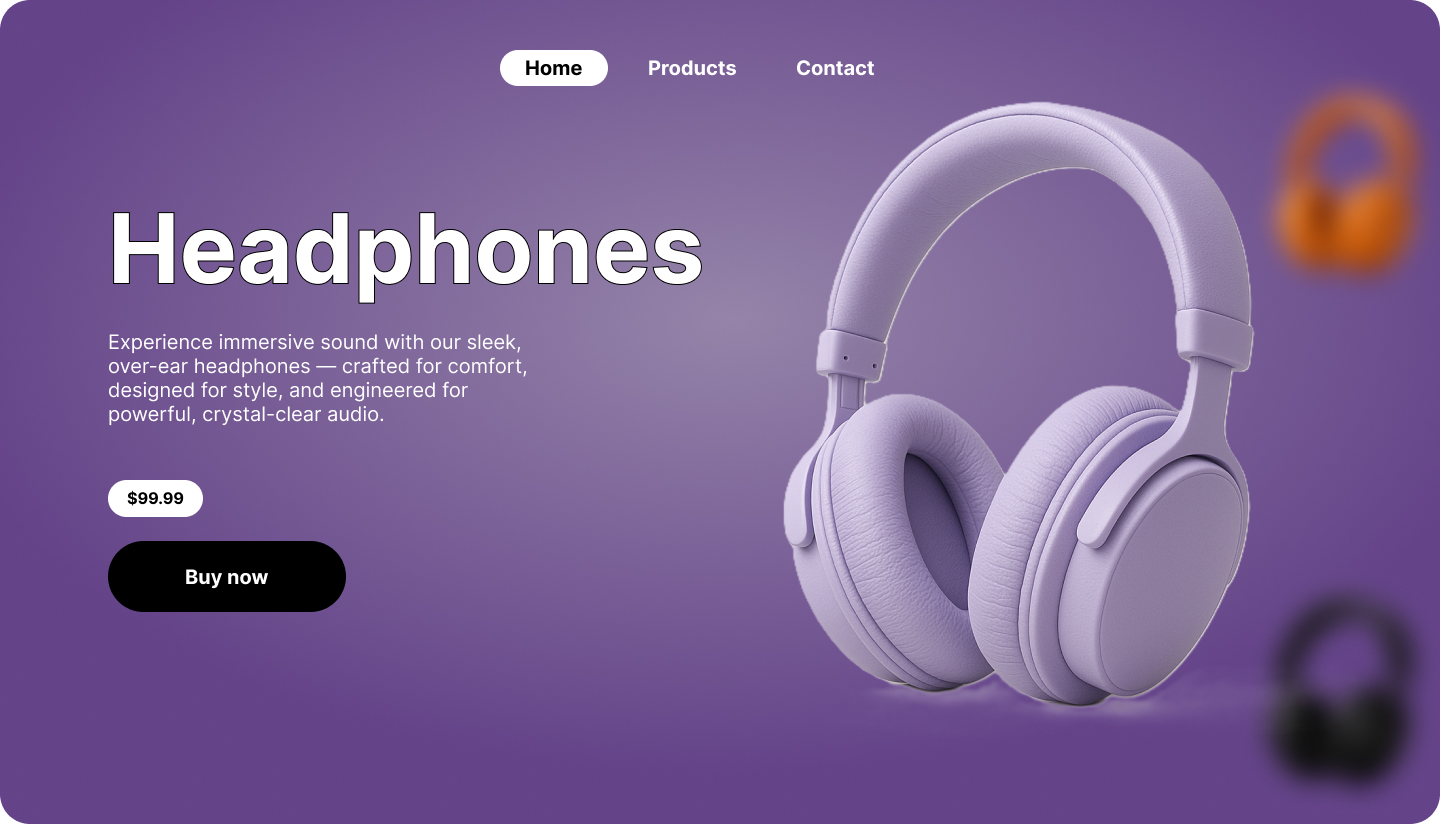 Home
Products
Contact
Headphones
Experience immersive sound with our sleek,
over-ear headphones — crafted for comfort,
designed for style, and engineered for
powerful, crystal-clear audio.
$99.99
Buy now